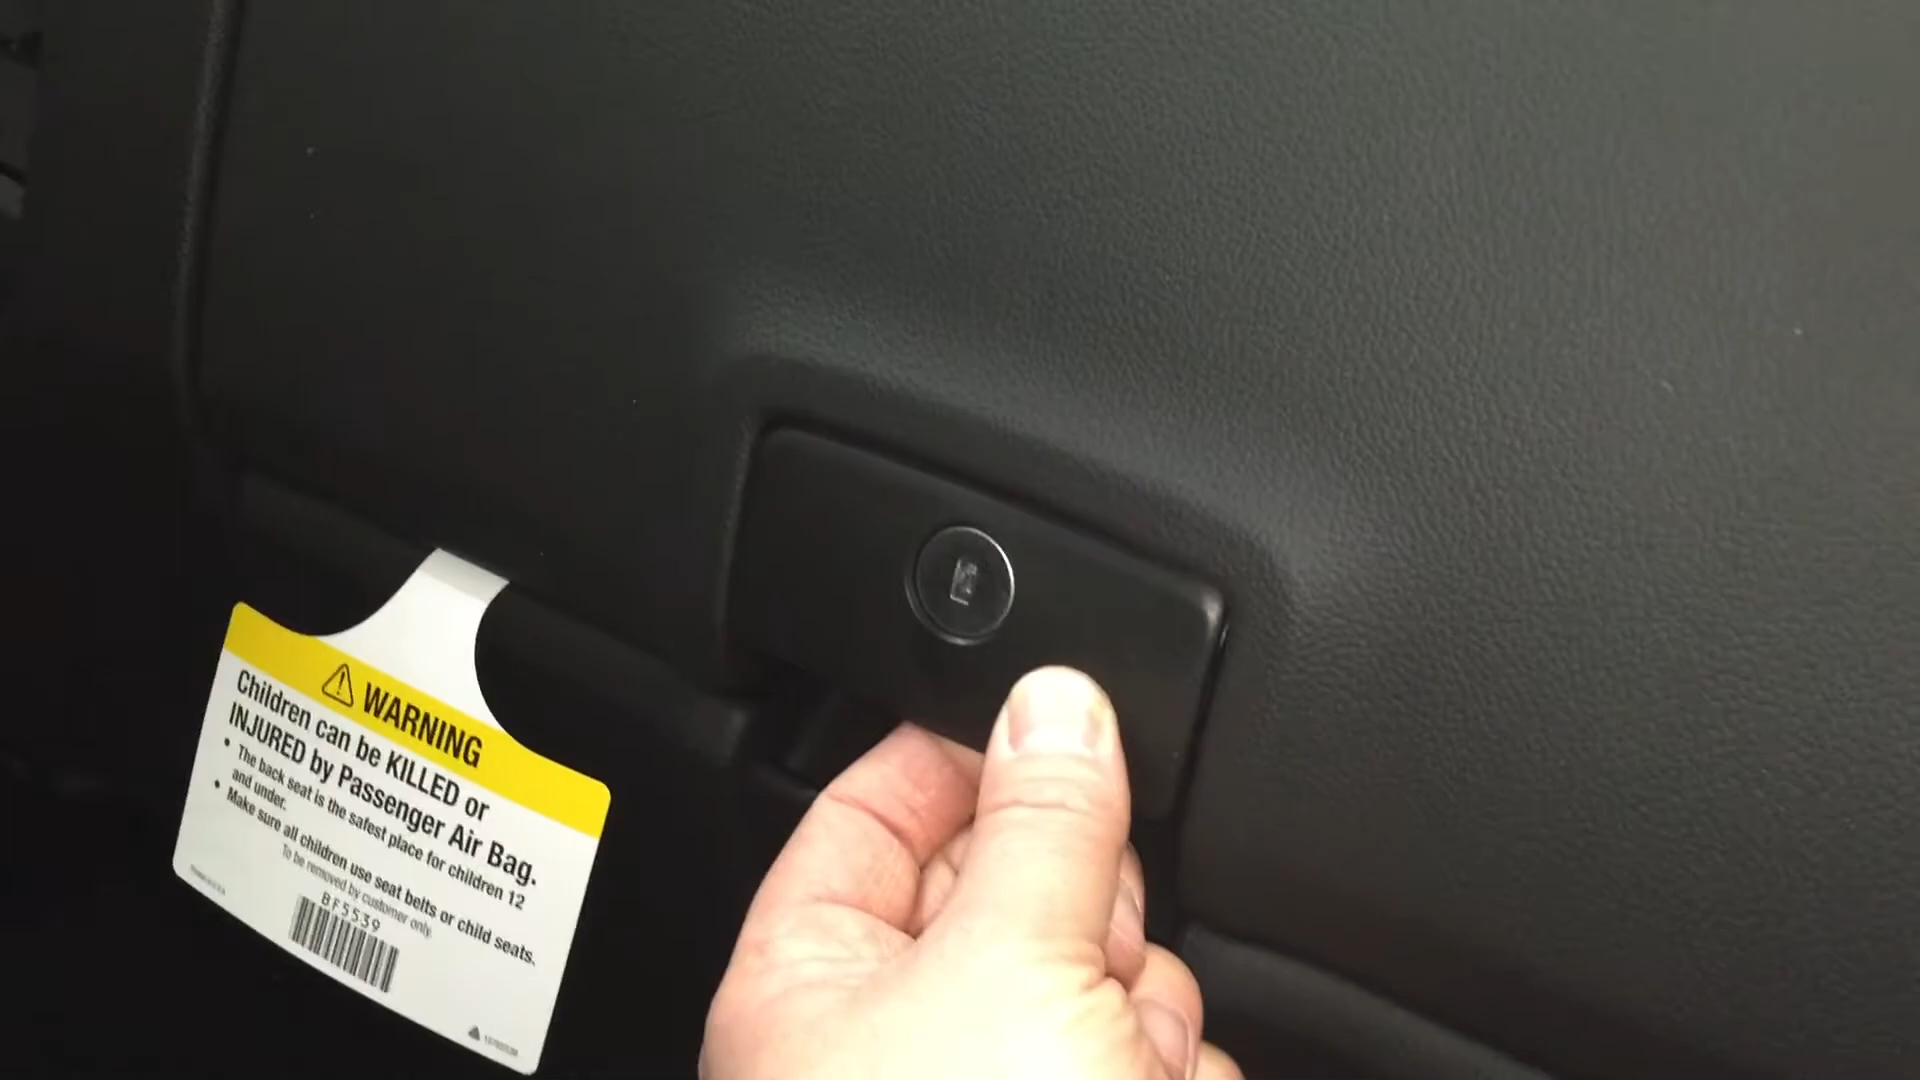 WARNING
Children can be KILLED or
INJURED by Passenger Air Bag.
• The back seat is the safest place for children 12
and under.
• Make sure all children use seat belts or child seats.
To be removed by customer only.
BF5539